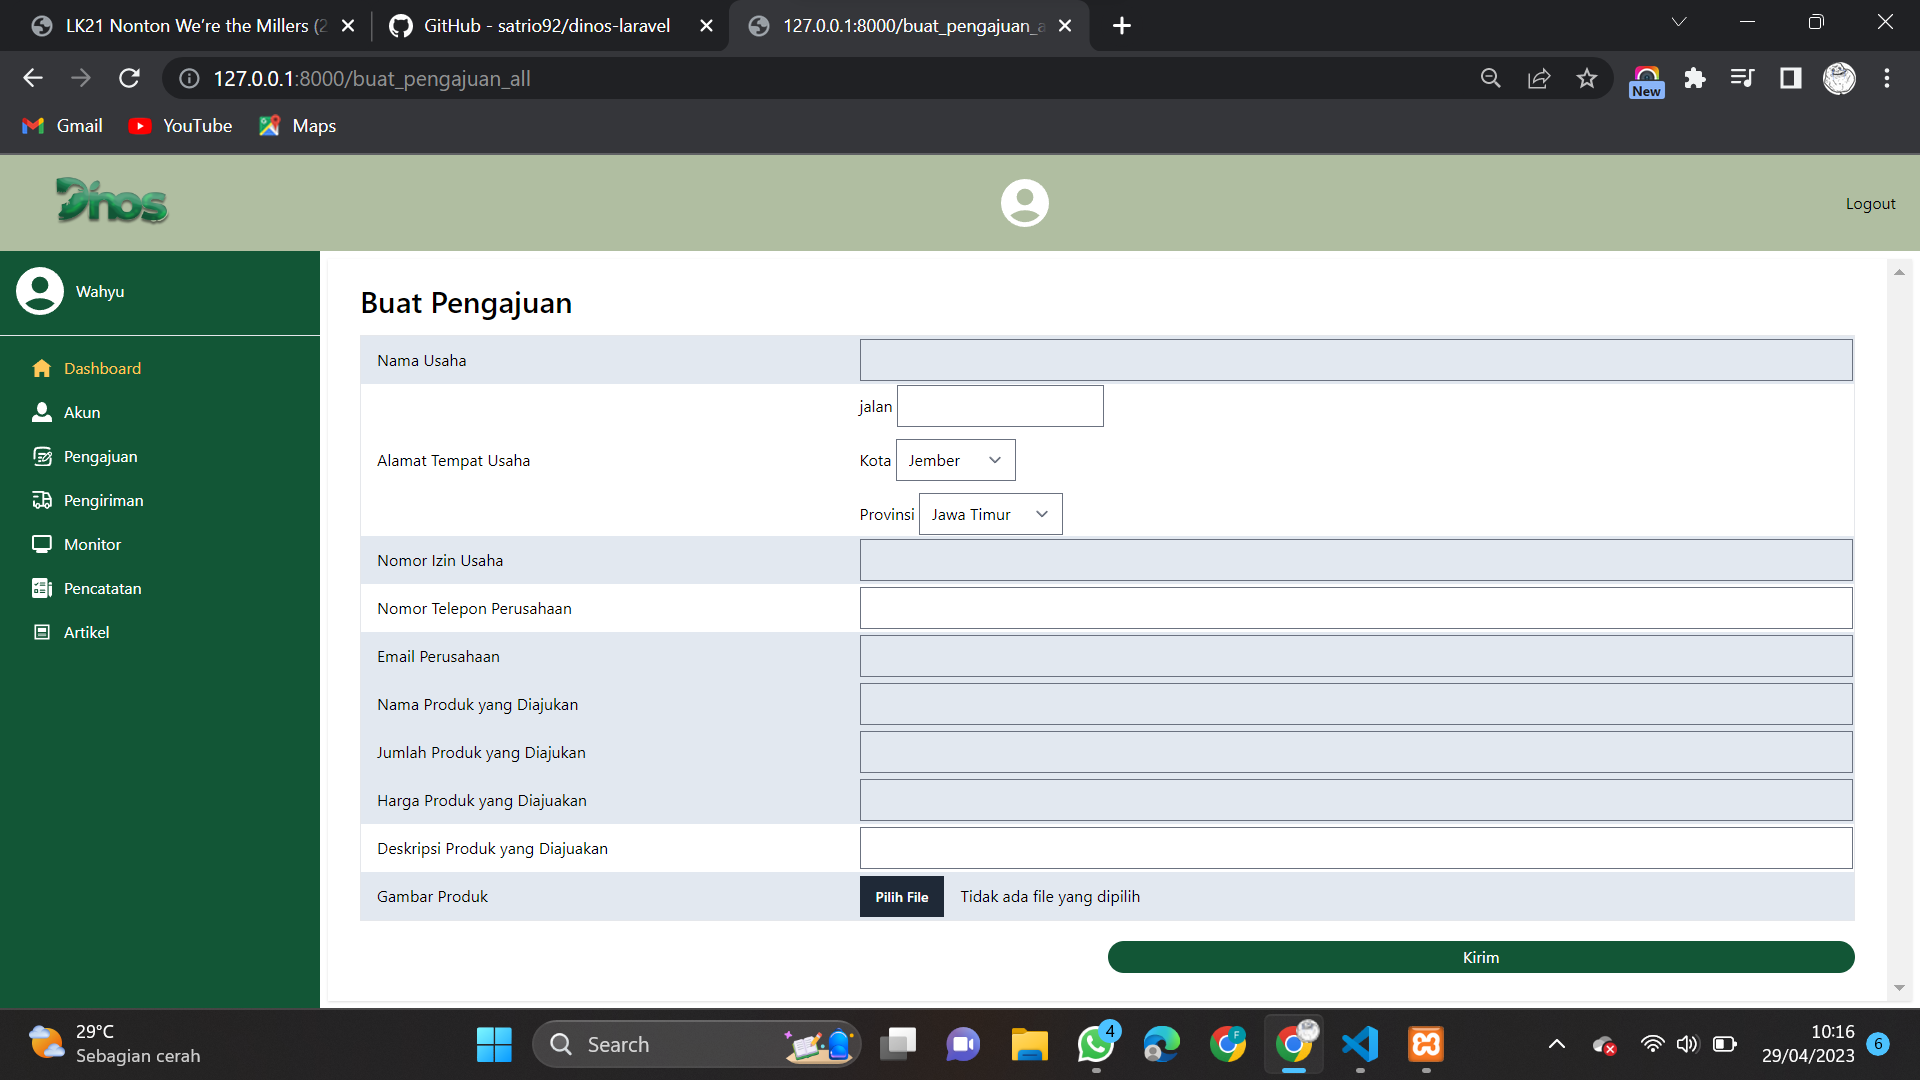 LK21 Nonton We're the Millers (2
GitHub - satrio92/dinos-laravel
127.0.0.1:8000/buat_pengajuan_a
127.0.0.1:8000/buat_pengajuan_all
New
Gmail
YouTube
Maps
Dinos
Logout
Wahyu
Dashboard
Akun
Pengajuan
Pengiriman
Monitor
Pencatatan
Artikel
Buat Pengajuan
Nama Usaha
Alamat Tempat Usaha
jalan
Kota Jember
Provinsi Jawa Timur
Nomor Izin Usaha
Nomor Telepon Perusahaan
Email Perusahaan
Nama Produk yang Diajukan
Jumlah Produk yang Diajukan
Harga Produk yang Diajuakan
Deskripsi Produk yang Diajuakan
Gambar Produk Pilih File Tidak ada file yang dipilih
Kirim
29°C
Sebagian cerah
Search
4
F
10:16
29/04/2023
6